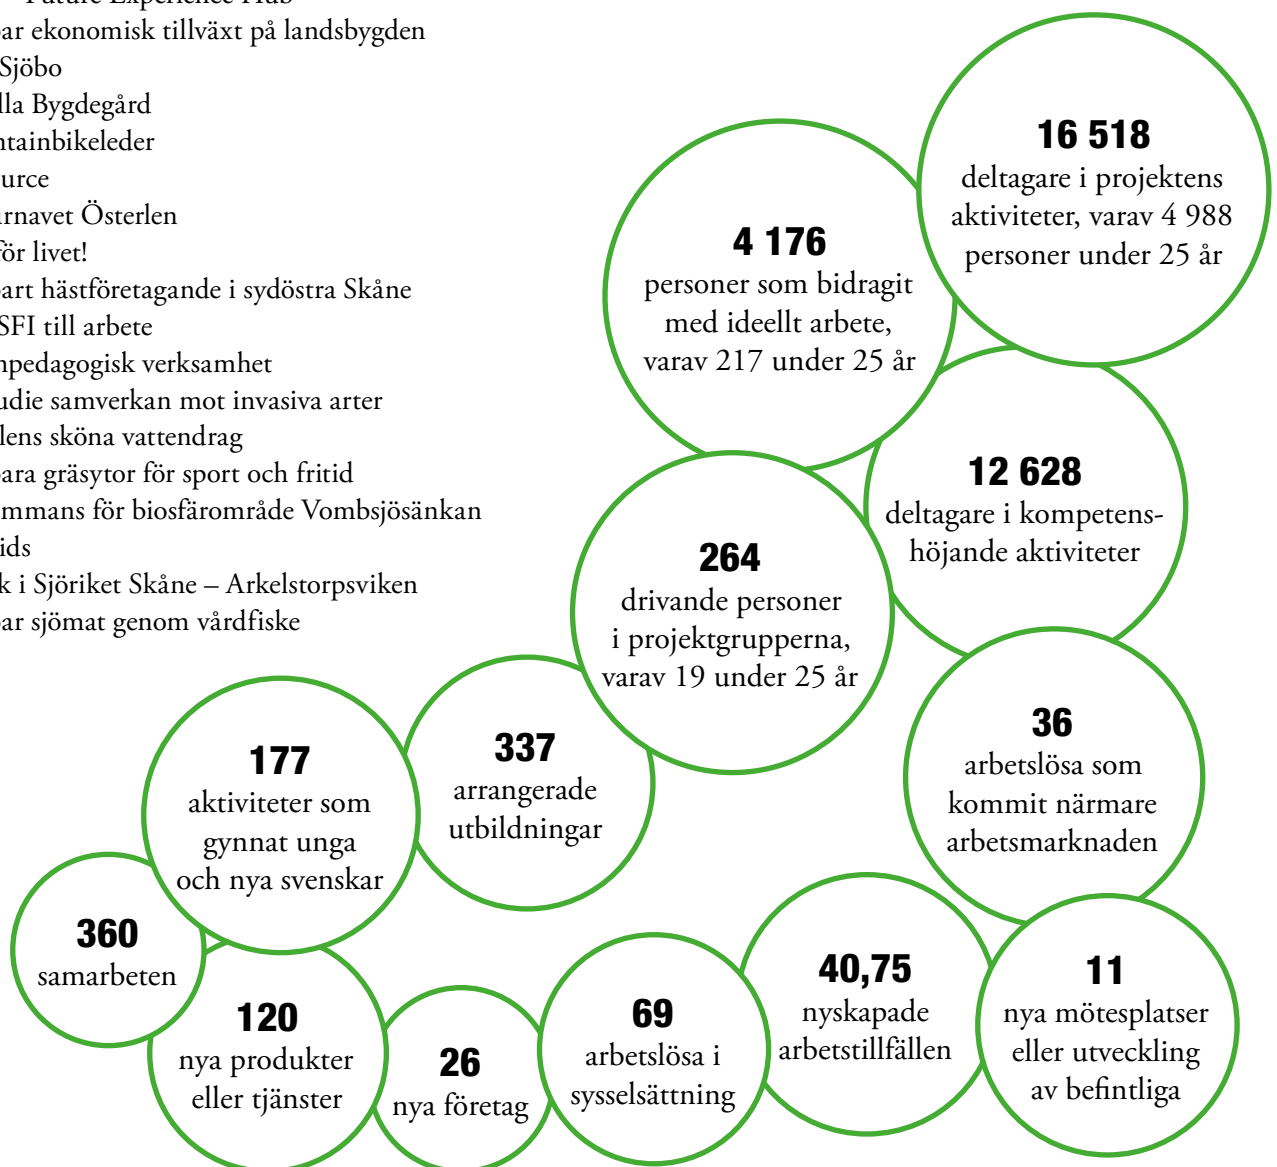 Future Experience Hub
ar ekonomisk tillväxt på landsbygden
Sjöbo
lla Bygdegård
ntainbikeleder
urce
urnavet Österlen
för livet!
art hästföretagande i sydöstra Skåne
SFI till arbete
npedagogisk verksamhet
udie samverkan mot invasiva arter
lens sköna vattendrag
ara gräsytor för sport och fritid
mmans för biosfärområde Vombsjösänkan
ids
k i Sjöriket Skåne – Arkelstorpsviken
ar sjömat genom vårdfiske
16 518
deltagare i projektens
aktiviteter, varav 4 988
personer under 25 år
4 176
personer som bidragit
med ideellt arbete,
varav 217 under 25 år
12 628
deltagare i kompetens-
höjande aktiviteter
264
drivande personer
i projektgrupperna,
varav 19 under 25 år
36
arbetslösa som
kommit närmare
arbetsmarknaden
337
arrangerade
utbildningar
177
aktiviteter som
gynnat unga
och nya svenskar
360
samarbeten
120
nya produkter
eller tjänster
26
nya företag
69
arbetslösa i
sysselsättning
40,75
nyskapade
arbetstillfällen
11
nya mötesplatser
eller utveckling
av befintliga